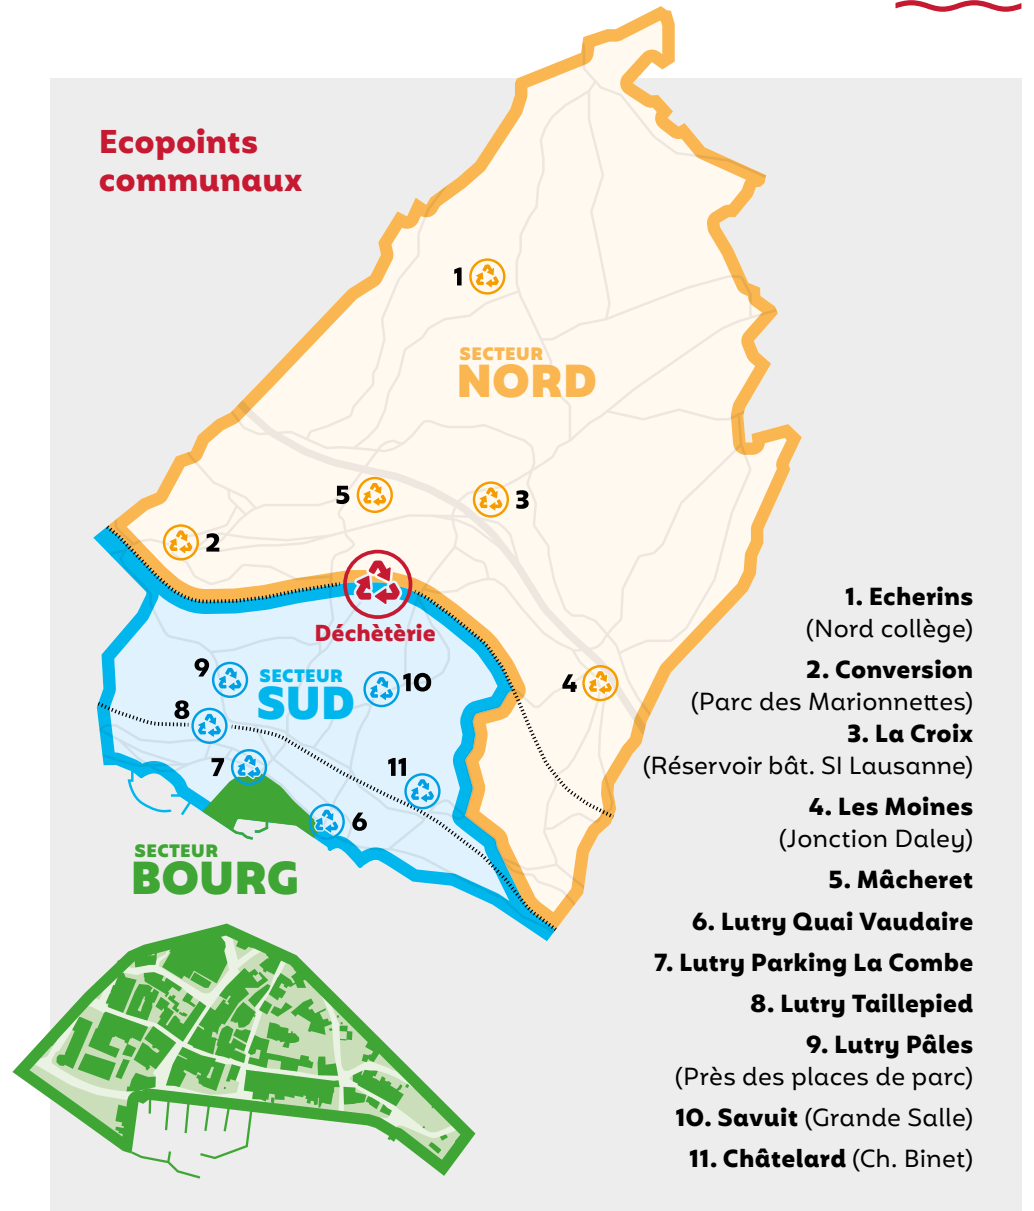 Ecopoints
communaux
1
SECTEUR
NORD
5
3
2
Déchètèrie
9
SECTEUR
SUD
10
4
8
7
11
6
SECTEUR
BOURG
1. Echerins
(Nord collège)
2. Conversion
(Parc des Marionnettes)
3. La Croix
(Réservoir bât. SI Lausanne)
4. Les Moines
(Jonction Daley)
5. Mâcheret
6. Lutry Quai Vaudaire
7. Lutry Parking La Combe
8. Lutry Taillepied
9. Lutry Pâles
(Près des places de parc)
10. Savuit (Grande Salle)
11. Châtelard (Ch. Binet)